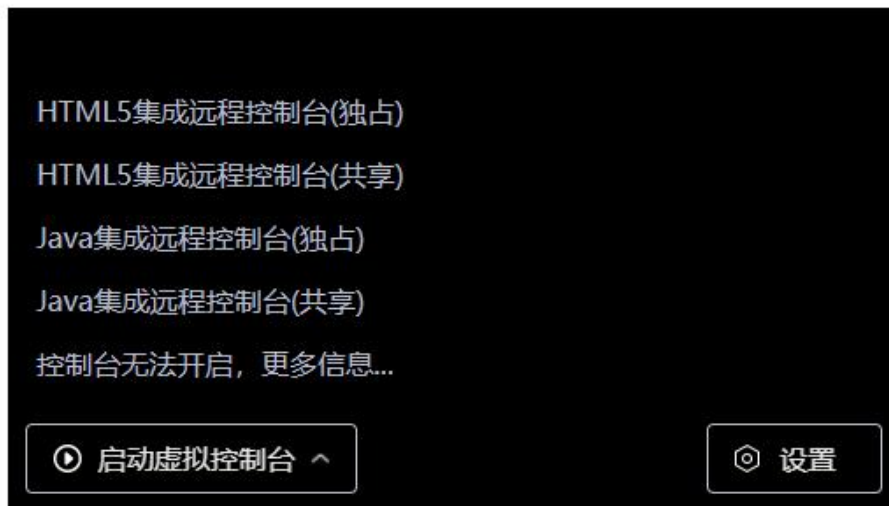 HTML5集成远程控制台(独占)
HTML5集成远程控制台(共享)
Java集成远程控制台(独占)
Java集成远程控制台(共享)
控制台无法开启，更多信息...
启动虚拟控制台
设置